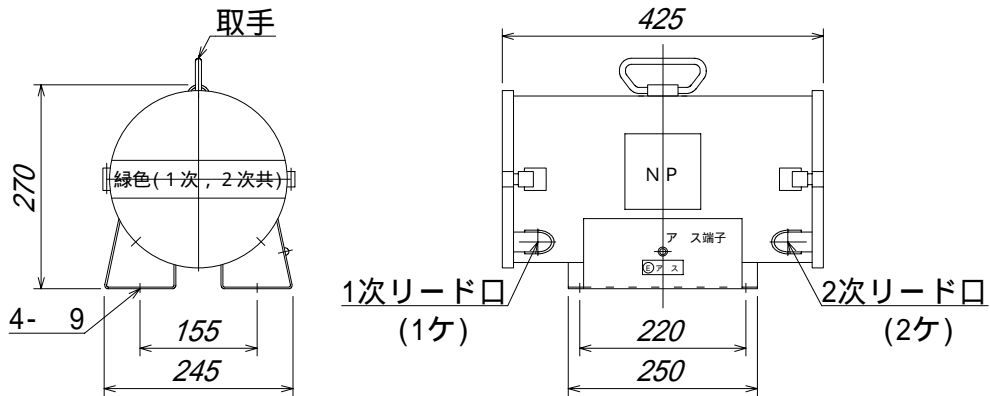 取手
270
緑色(1次,2次共)
4- 9
155
245
425
NP
ア ス端子
Ⓔア ス
1次リード口
(1ケ)
2次リード口
(2ケ)
220
250